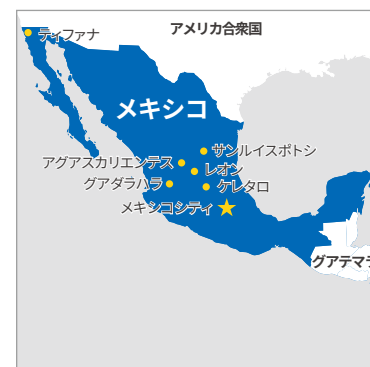 アメリカ合衆国
ティファナ
メキシコ
サンルイスポトシ
アグアスカリエンテス
レオン
グアダラハラ
ケレタロ
メキシコシティ
グアテマラ